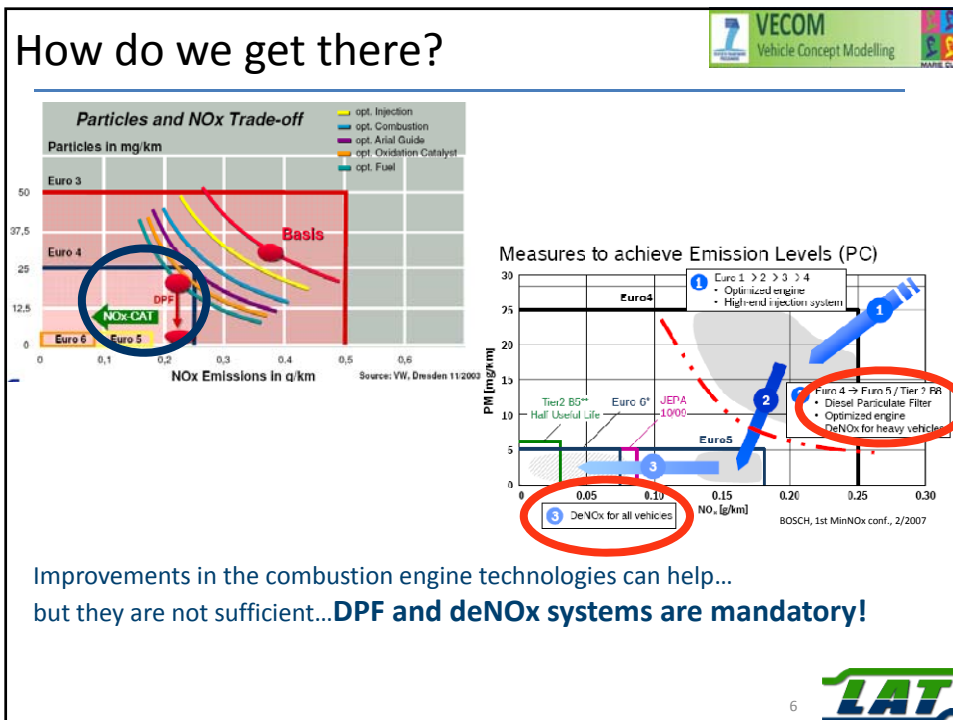 How do we get there?
VECOM
Vehicle Concept Modelling
Particles and NOx Trade-off
Particles in mg/km
opt. Injection
opt. Combustion
opt. Arial Guide
opt. Oxidation Catalyst
opt. Fuel
Euro 3
50
37,5
Basis
Euro 4
25
DPF
12,5
NOx-CAT
Euro 6
Euro 5
0
0
0,1
0,2
0,3
0,4
0,5
0,6
NOx Emissions in g/km
Source: VW, Dresden 11/2003
Measures to achieve Emission Levels (PC)
30
1
Euro 1 > 2 > 3 > 4
• Optimized engine
• High-end injection system
Euro4
25
1
20
PM [mg/km]
15
2
Euro 4 → Euro 5 / Tier 2 B8
• Diesel Particulate Filter
• Optimized engine
DeNOx for heavy vehicles
Tier2 B5**
Half Useful Life
Euro 6*
10/09
10
Euro5
5
3
0
0
0.05
0.10
0.15
0.20
0.25
0.30
NOx [g/km]
3 DeNOx for all vehicles
BOSCH, 1st MinNOx conf., 2/2007
Improvements in the combustion engine technologies can help…
but they are not sufficient…DPF and deNOx systems are mandatory!
6
LAT